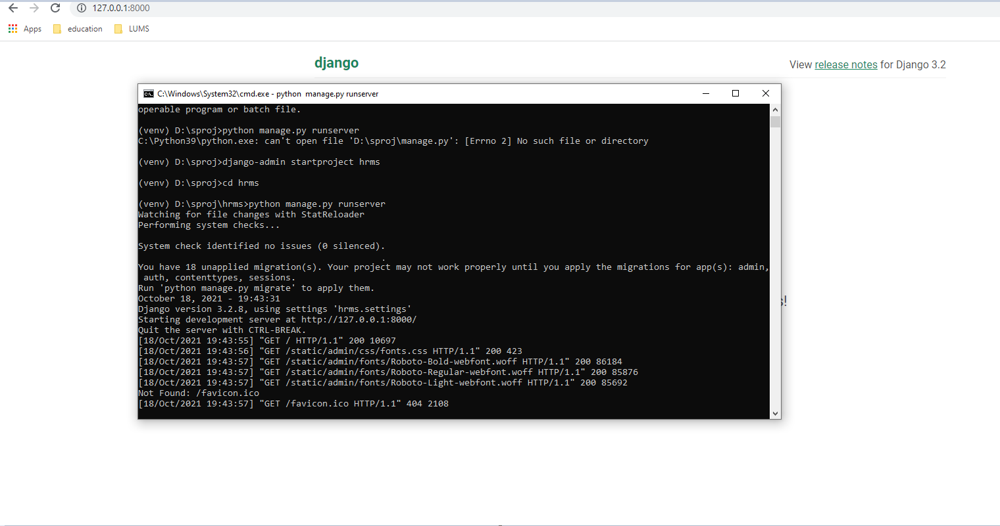 127.0.0.1:8000
Apps education LUMS
django
View release notes for Django 3.2
C:\Windows\System32\cmd.exe - python  manage.py runserver
operable program or batch file.
(venv) D:\sproj>python manage.py runserver
C:\Python39\python.exe: can't open file 'D:\sproj\manage.py': [Errno 2] No such file or directory
(venv) D:\sproj>django-admin startproject hrms
(venv) D:\sproj>cd hrms
(venv) D:\sproj\hrms>python manage.py runserver
Watching for file changes with StatReloader
Performing system checks...
System check identified no issues (0 silenced).
You have 18 unapplied migration(s). Your project may not work properly until you apply the migrations for app(s): admin,
 auth, contenttypes, sessions.
Run 'python manage.py migrate' to apply them.
October 18, 2021 - 19:43:31
Django version 3.2.8, using settings 'hrms.settings'
s!
Starting development server at http://127.0.0.1:8000/
Quit the server with CTRL-BREAK.
[18/Oct/2021 19:43:55] "GET / HTTP/1.1" 200 10697
[18/Oct/2021 19:43:56] "GET /static/admin/css/fonts.css HTTP/1.1" 200 423
[18/Oct/2021 19:43:57] "GET /static/admin/fonts/Roboto-Bold-webfont.woff HTTP/1.1" 200 86184
[18/Oct/2021 19:43:57] "GET /static/admin/fonts/Roboto-Regular-webfont.woff HTTP/1.1" 200 85876
[18/Oct/2021 19:43:57] "GET /static/admin/fonts/Roboto-Light-webfont.woff HTTP/1.1" 200 85692
Not Found: /favicon.ico
[18/Oct/2021 19:43:57] "GET /favicon.ico HTTP/1.1" 404 2108